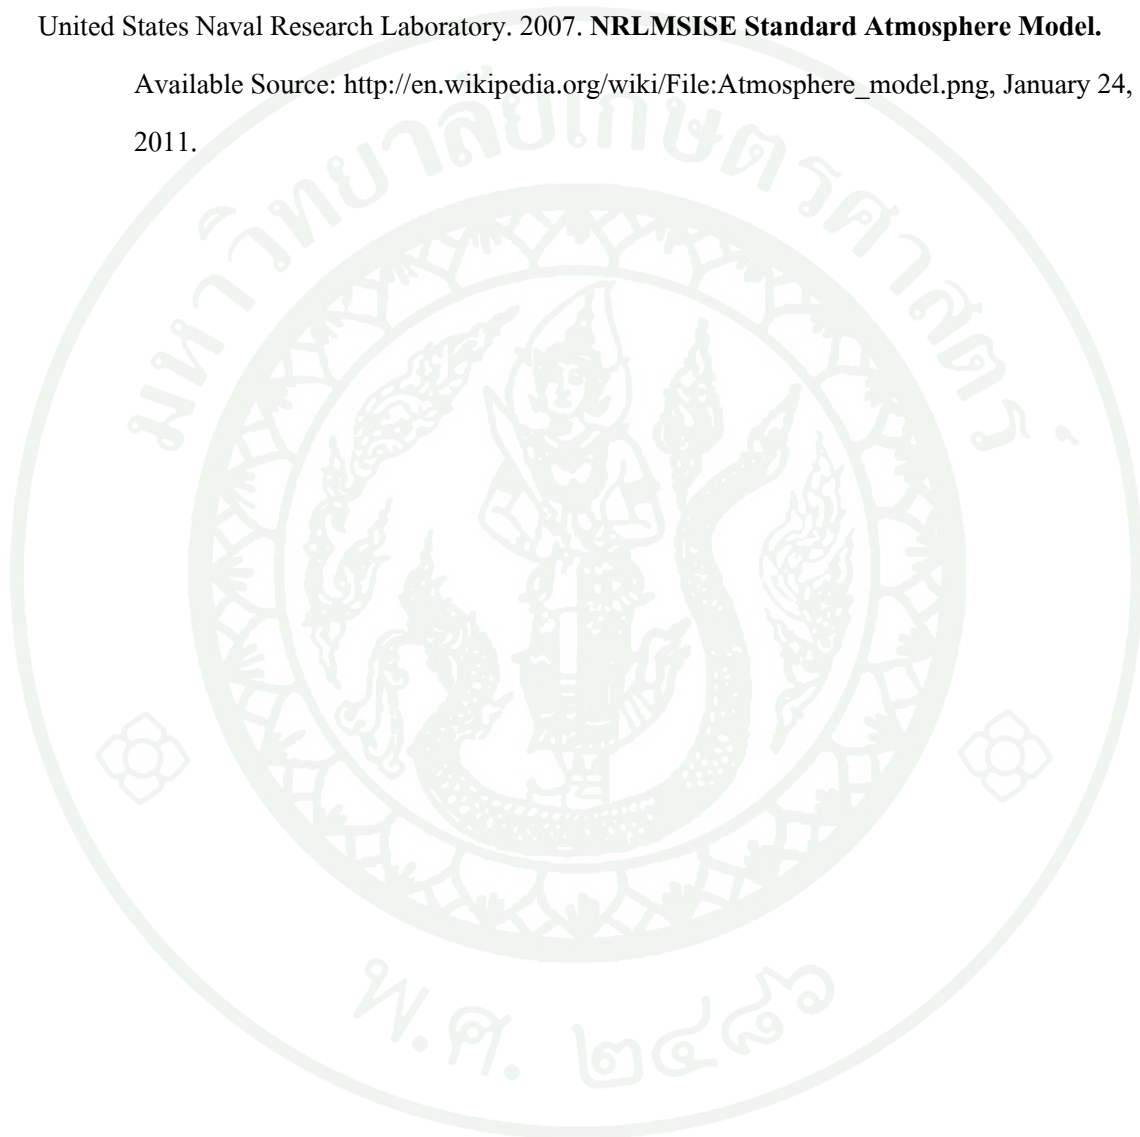 United States Naval Research Laboratory. 2007. NRLMSISE Standard Atmosphere Model.
Available Source: http://en.wikipedia.org/wiki/File:Atmosphere_model.png, January 24,
2011.
มหาวิทยาลัยเกษตรศาสตร์
พ.ศ. ๒๔๘๖